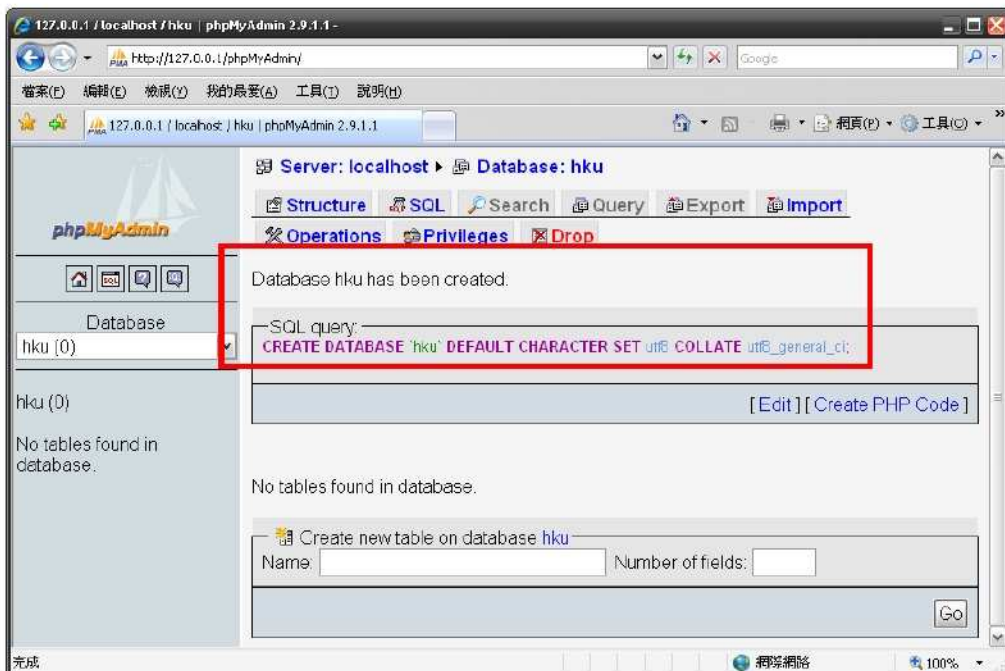 127.0.0.1 / localhost / hku | phpMyAdmin 2.9.1.1 -
PMA http://127.0.0.1/phpMyAdmin/ Google
檔案(F) 編輯(E) 檢視(V) 我的最愛(A) 工具(T) 說明(H)
PMA 127.0.0.1 / localhost / hku | phpMyAdmin 2.9.1.1 網頁(P) 工具(O) »
phpMyAdmin
SQL
Database
hku (0)
hku (0)
No tables found in
database.
Server: localhost ▸ Database: hku
Structure SQL Search Query Export Import
Operations Privileges Drop
Database hku has been created.
SQL query:
CREATE DATABASE `hku` DEFAULT CHARACTER SET utf8 COLLATE utf8_general_ci;
[ Edit ] [ Create PHP Code ]
No tables found in database.
Create new table on database hku
Name: Number of fields:
Go
完成 網際網路 100%